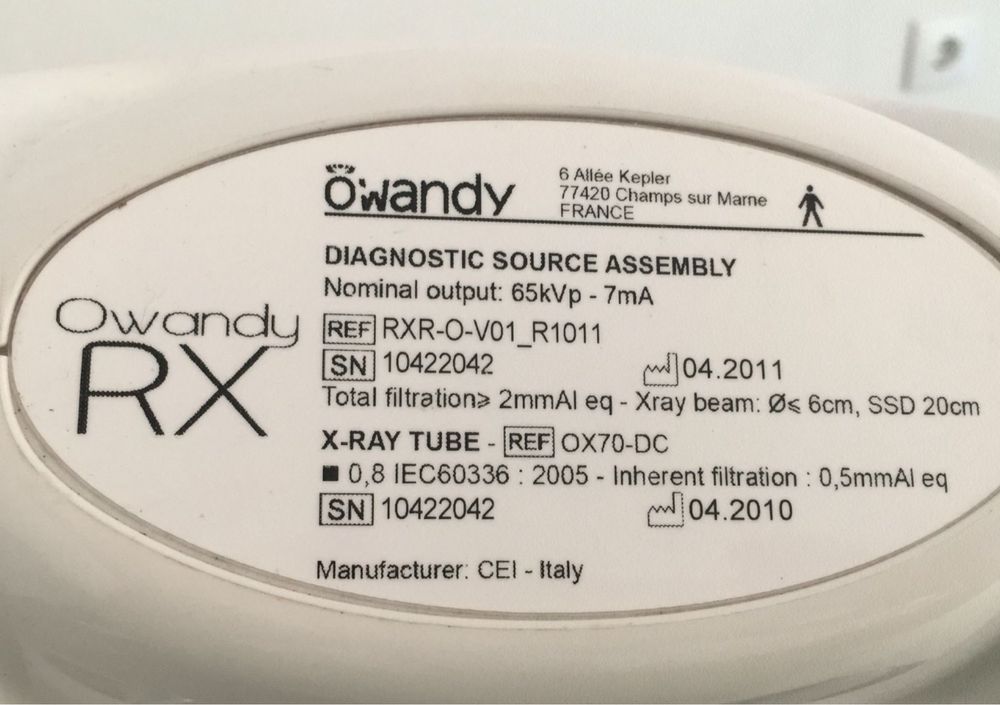 Owandy
6 Allée Kepler
77420 Champs sur Marne
FRANCE
Owandy
RX
DIAGNOSTIC SOURCE ASSEMBLY
Nominal output: 65kVp - 7mA
REF RXR-O-V01_R1011
SN 10422042 04.2011
Total filtration⩾ 2mmAl eq - Xray beam: Ø⩽ 6cm, SSD 20cm
X-RAY TUBE - REF OX70-DC
■ 0,8 IEC60336 : 2005 - Inherent filtration : 0,5mmAl eq
SN 10422042 04.2010
Manufacturer: CEI - Italy